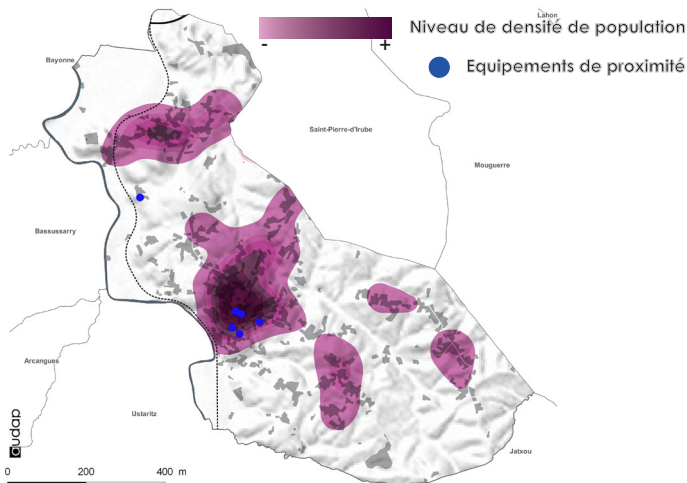 Niveau de densité de population
- +
Equipements de proximité
Lahon
Bayonne
Saint-Pierre-d'Irube
Mouguerre
Bassussarry
Arcangues
Ustaritz
Jatxou
audap
0 200 400 m